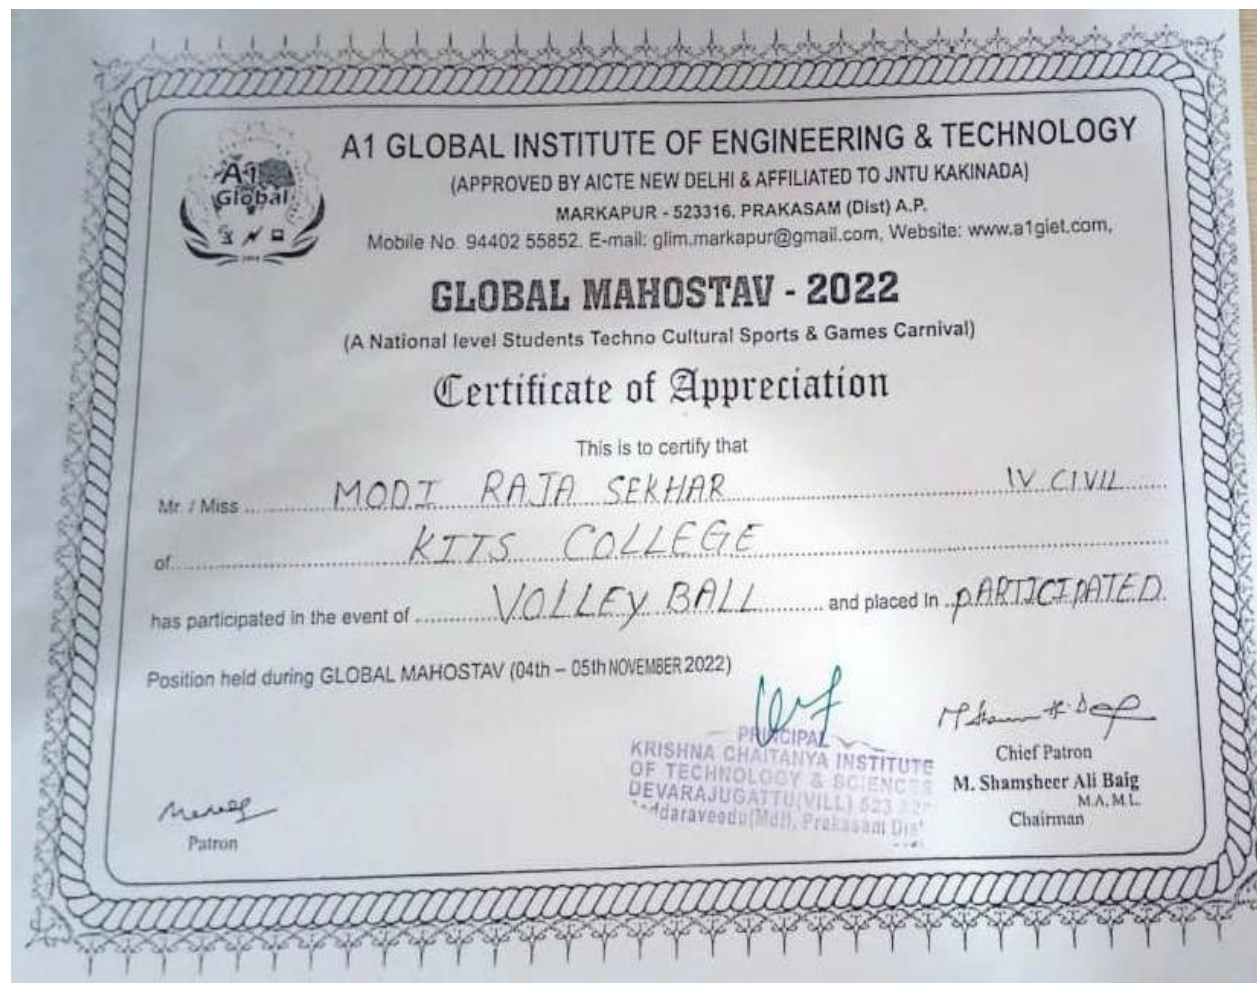 A1
Global
A1 GLOBAL INSTITUTE OF ENGINEERING & TECHNOLOGY
(APPROVED BY AICTE NEW DELHI & AFFILIATED TO JNTU KAKINADA)
MARKAPUR - 523316. PRAKASAM (Dist) A.P.
Mobile No. 94402 55852. E-mail: glim.markapur@gmail.com, Website: www.a1giet.com,
GLOBAL MAHOSTAV - 2022
(A National level Students Techno Cultural Sports & Games Carnival)
Certificate of Appreciation
This is to certify that
Mr. / Miss MODI RAJA SEKHAR IV CIVIL
of KITS COLLEGE
has participated in the event of VOLLEY BALL and placed in PARTICIPATED
Position held during GLOBAL MAHOSTAV (04th – 05th NOVEMBER 2022)
PRINCIPAL
KRISHNA CHAITANYA INSTITUTE
OF TECHNOLOGY & SCIENCES
DEVARAJUGATTU(VILL) 523
(Mdl), Prakasam Dist
Chief Patron
M. Shamsheer Ali Baig
M.A, M.L.
Chairman
Patron